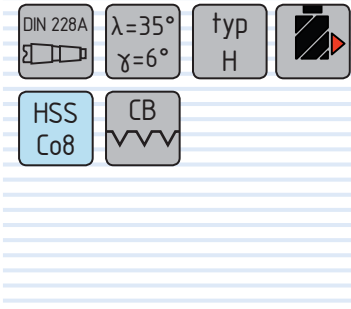 DIN 228A
λ=35°
γ=6°
typ
H
HSS
Co8
CB